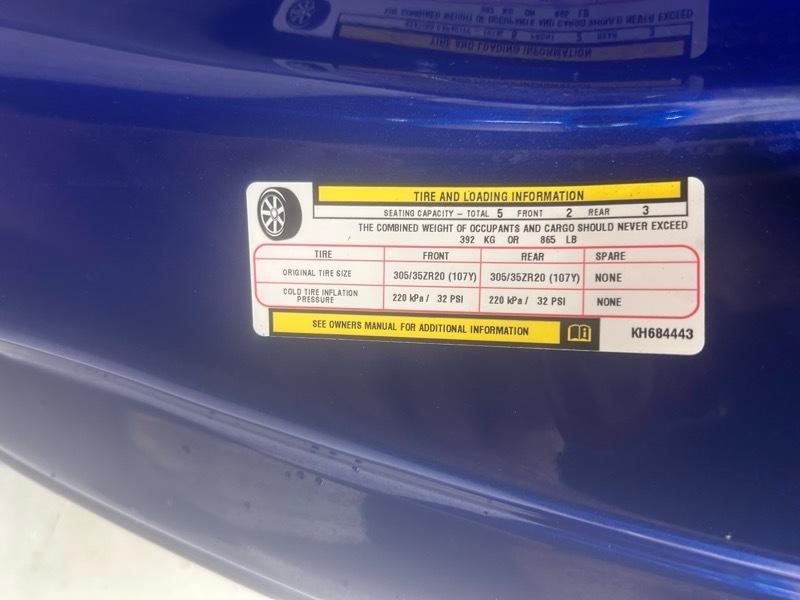 TIRE AND LOADING INFORMATION
SEATING CAPACITY – TOTAL 5 FRONT 2 REAR 3
THE COMBINED WEIGHT OF OCCUPANTS AND CARGO SHOULD NEVER EXCEED
392 KG OR 865 LB
TIRE FRONT REAR SPARE
ORIGINAL TIRE SIZE 305/35ZR20 (107Y) 305/35ZR20 (107Y) NONE
COLD TIRE INFLATION
PRESSURE 220 kPa / 32 PSI 220 kPa / 32 PSI NONE
SEE OWNERS MANUAL FOR ADDITIONAL INFORMATION
KH684443